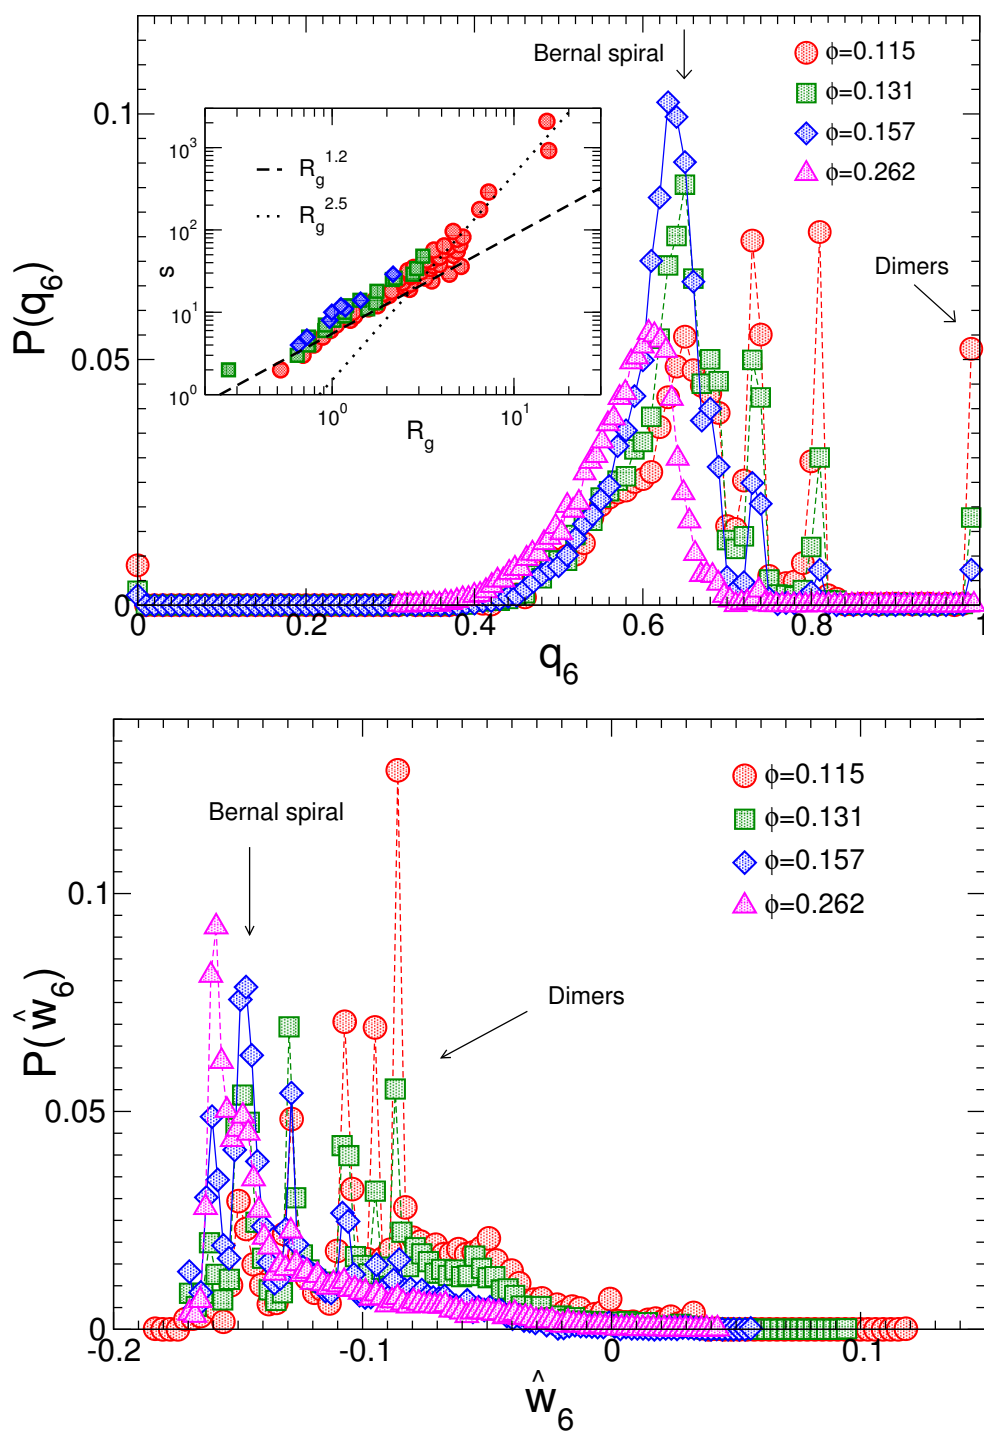 Bernal spiral
ϕ=0.115
ϕ=0.131
ϕ=0.157
ϕ=0.262
Dimers
P(q6)
0.1
0.05
0
0 0.2 0.4 0.6 0.8 1
q6
s
10^3
10^2
10^1
10^0
Rg^1.2
Rg^2.5
10^0 10^1
Rg
Bernal spiral
ϕ=0.115
ϕ=0.131
ϕ=0.157
ϕ=0.262
Dimers
P(ŵ6)
0.1
0.05
0
-0.2 -0.1 0 0.1
ŵ6